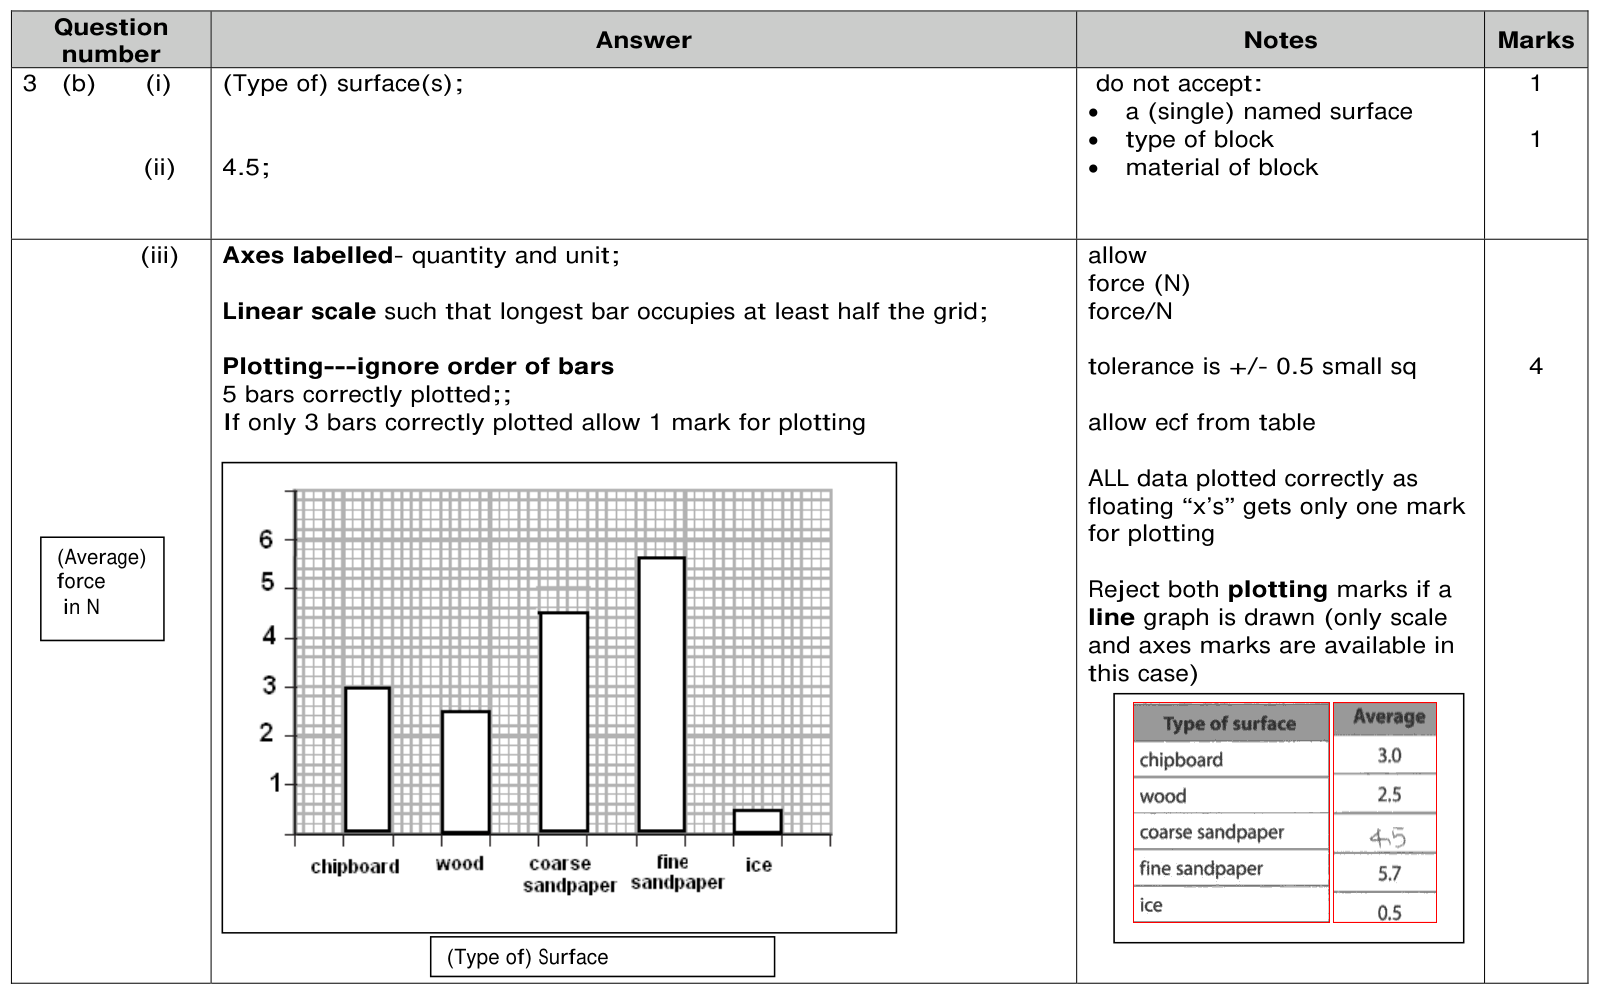 Question number
Answer
Notes
Marks
3 (b) (i)
(Type of) surface(s);
do not accept:
• a (single) named surface
• type of block
• material of block
1
1
(ii)
4.5;
(iii)
Axes labelled- quantity and unit;
Linear scale such that longest bar occupies at least half the grid;
Plotting---ignore order of bars
5 bars correctly plotted;;
If only 3 bars correctly plotted allow 1 mark for plotting
allow
force (N)
force/N
tolerance is +/- 0.5 small sq
allow ecf from table
ALL data plotted correctly as
floating “x’s” gets only one mark
for plotting
Reject both plotting marks if a
line graph is drawn (only scale
and axes marks are available in
this case)
4
(Average)
force
in N
6
5
4
3
2
1
chipboard
wood
coarse
sandpaper
fine
sandpaper
ice
(Type of) Surface
Type of surface Average
chipboard 3.0
wood 2.5
coarse sandpaper 4.5
fine sandpaper 5.7
ice 0.5